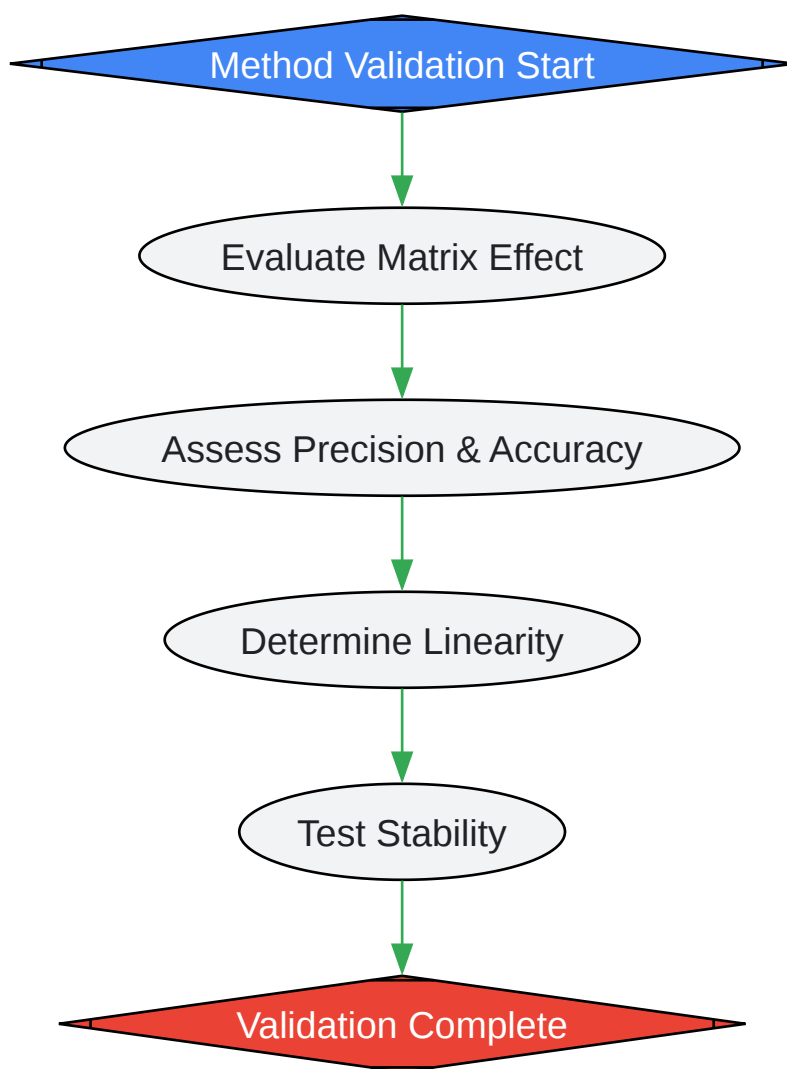 Method Validation Start
Evaluate Matrix Effect
Assess Precision & Accuracy
Determine Linearity
Test Stability
Validation Complete